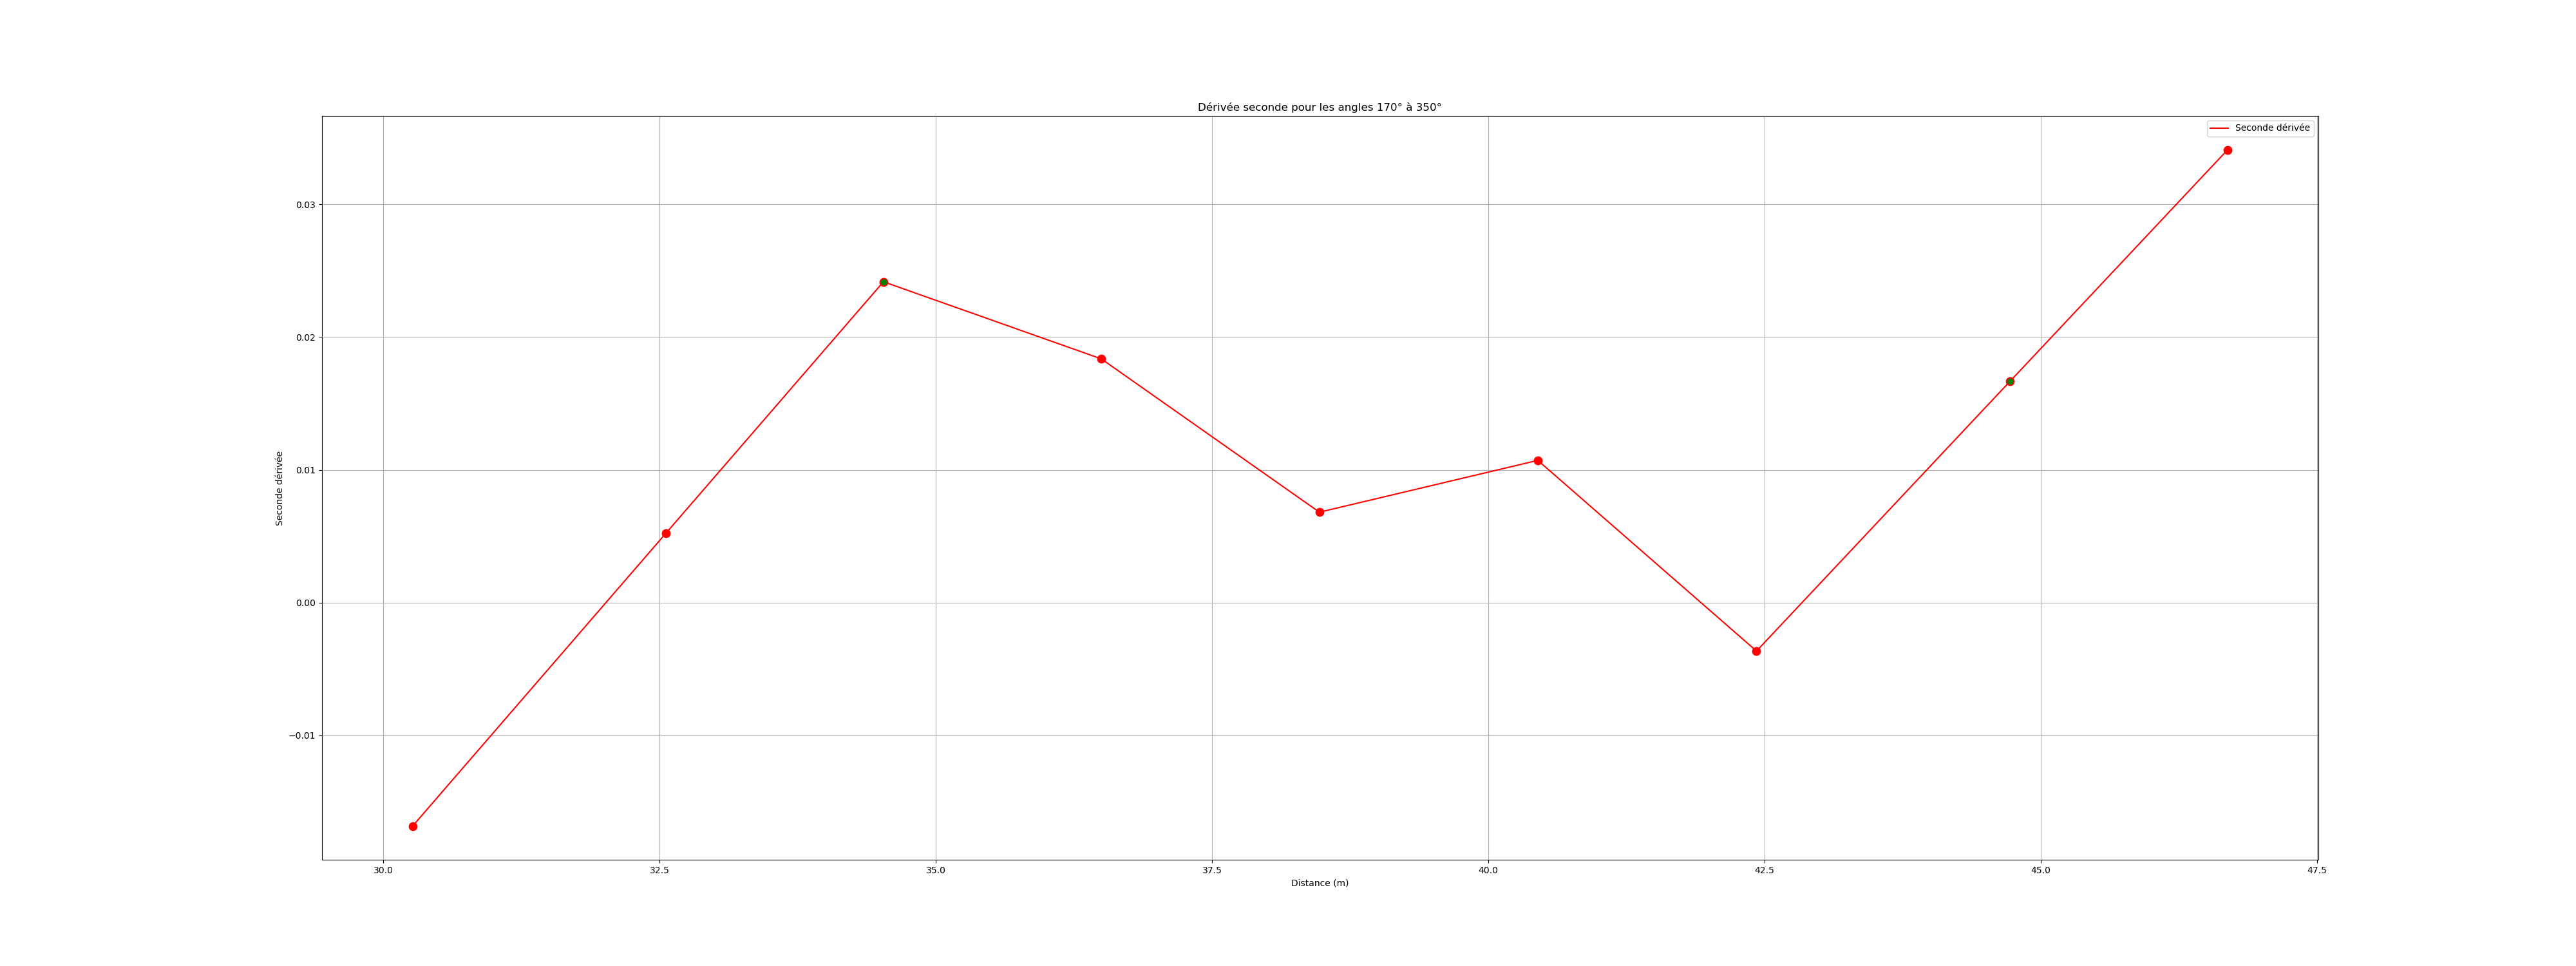 Dérivée seconde pour les angles 170° à 350°
Seconde dérivée
0.03
0.02
0.01
0.00
−0.01
Seconde dérivée
30.0 32.5 35.0 37.5 40.0 42.5 45.0 47.5
Distance (m)